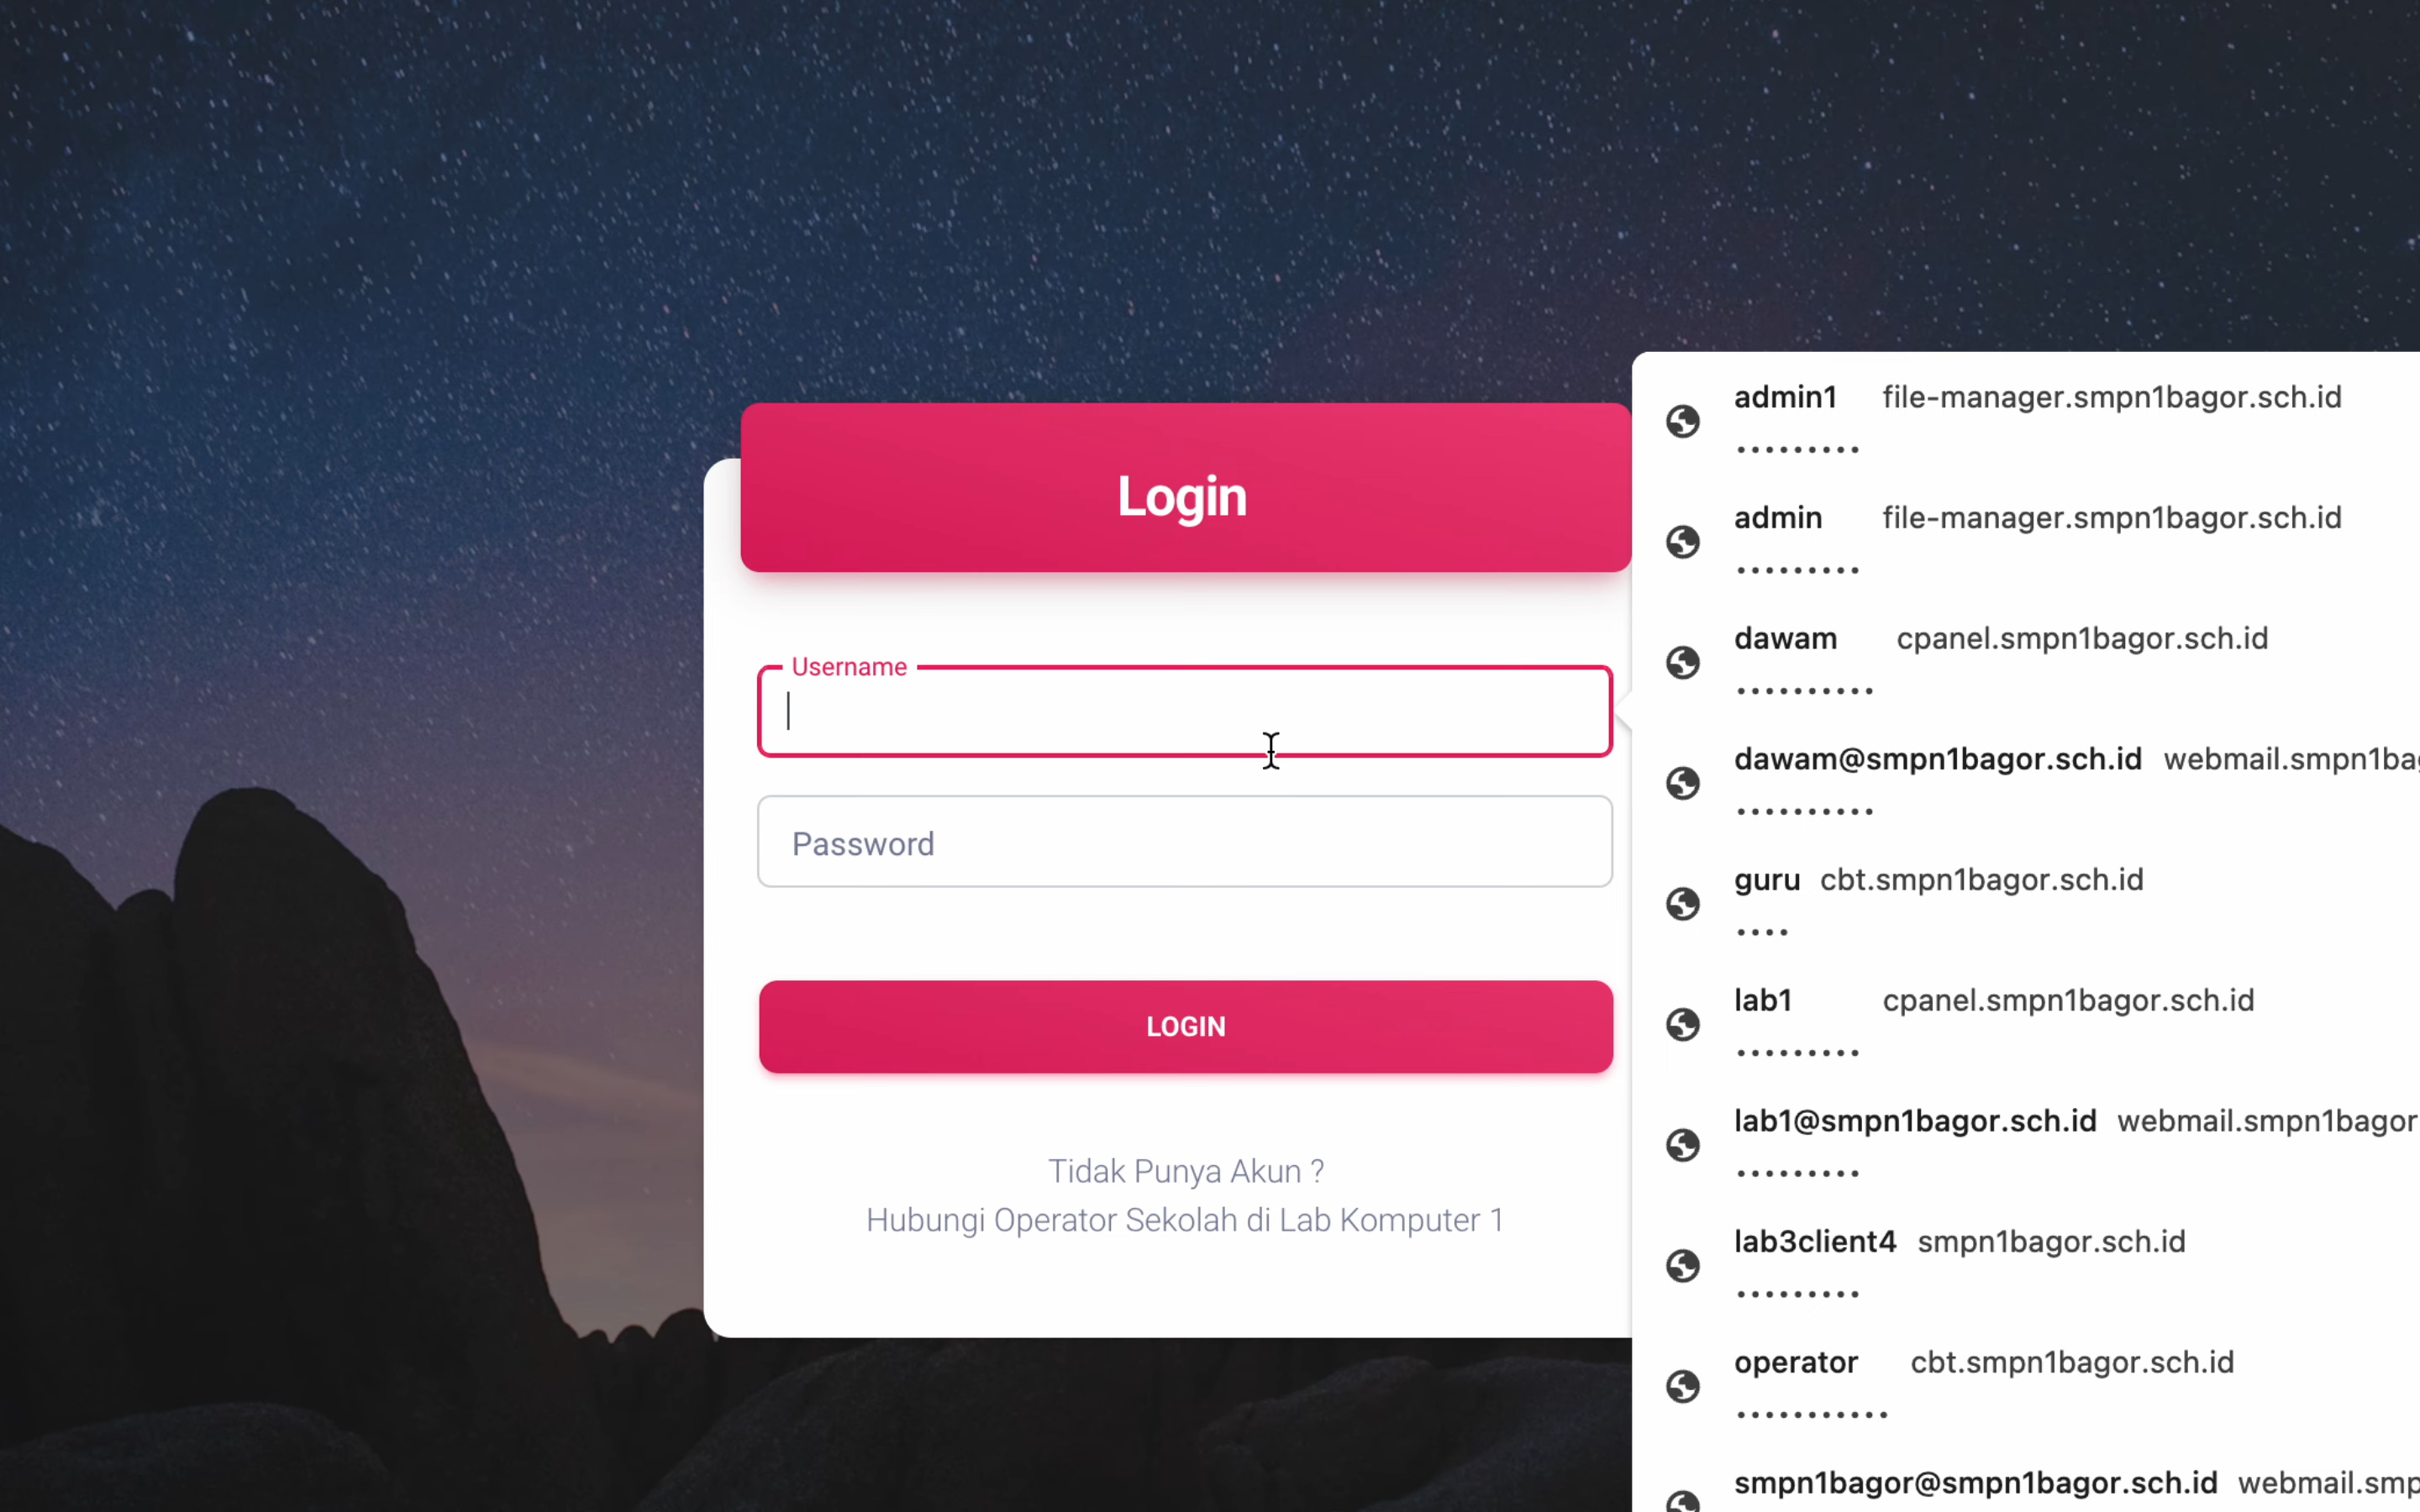 Login
Username
Password
LOGIN
Tidak Punya Akun ?
Hubungi Operator Sekolah di Lab Komputer 1
admin1 file-manager.smpn1bagor.sch.id
•••••••••
admin file-manager.smpn1bagor.sch.id
•••••••••
dawam cpanel.smpn1bagor.sch.id
••••••••••
dawam@smpn1bagor.sch.id
••••••••••
guru cbt.smpn1bagor.sch.id
••••
lab1 cpanel.smpn1bagor.sch.id
•••••••••
lab1@smpn1bagor.sch.id webmail.smpn1bagor
•••••••••
lab3client4 smpn1bagor.sch.id
•••••••••
operator cbt.smpn1bagor.sch.id
•••••••••••
smpn1bagor@smpn1bagor.sch.id